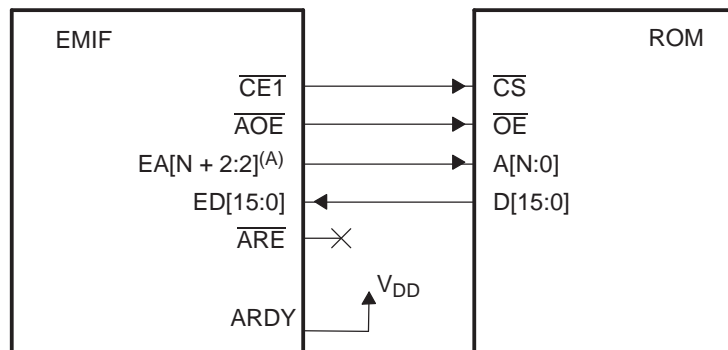 EMIF ROM
CE1 CS
AOE OE
EA[N + 2:2](A) A[N:0]
ED[15:0] D[15:0]
ARE
VDD
ARDY